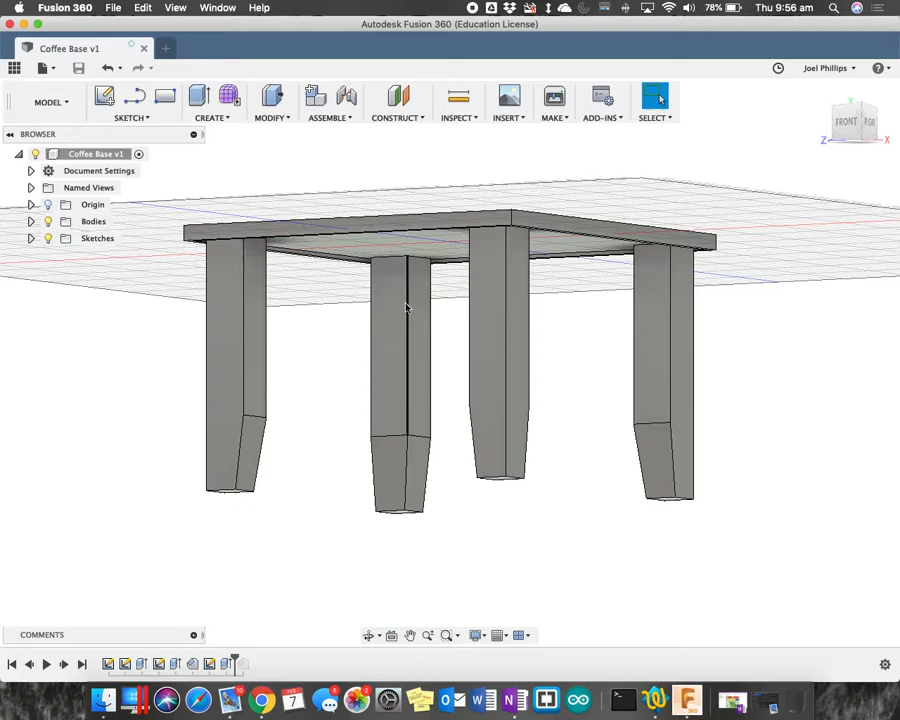 Fusion 360 File Edit View Window Help 78% Thu 9:56 am
Autodesk Fusion 360 (Education License)
Coffee Base v1
Joel Phillips
MODEL SKETCH CREATE MODIFY ASSEMBLE CONSTRUCT INSPECT INSERT MAKE ADD-INS SELECT
BROWSER
Coffee Base v1
Document Settings
Named Views
Origin
Bodies
Sketches
Y
FRONT
Z
X
COMMENTS
FEB
7